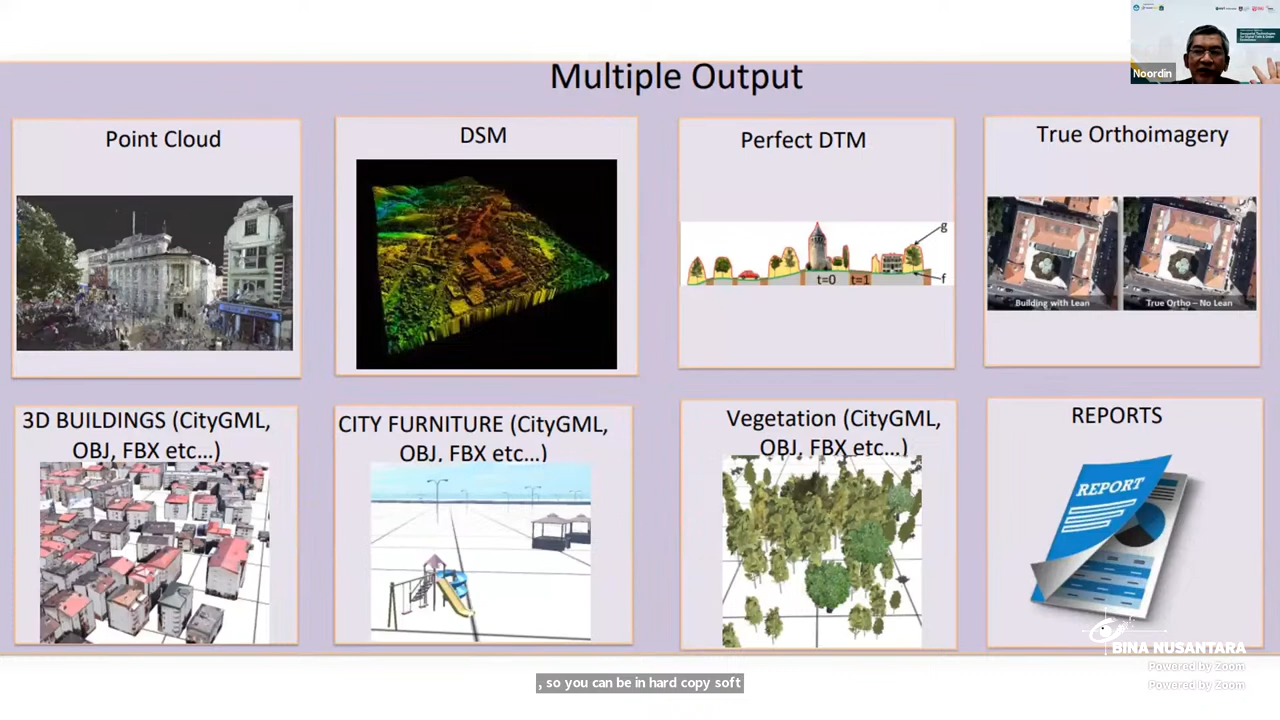 Multiple Output
Noordin
Point Cloud
DSM
Perfect DTM
g
t=0
t=1
f
True Orthoimagery
Building with Lean
True Ortho – No Lean
3D BUILDINGS (CityGML,
OBJ, FBX etc...)
CITY FURNITURE (CityGML,
OBJ, FBX etc...)
Vegetation (CityGML,
OBJ, FBX etc...)
REPORTS
REPORT
BINA NUSANTARA
Powered by Zoom
Powered by Zoom
, so you can be in hard copy soft